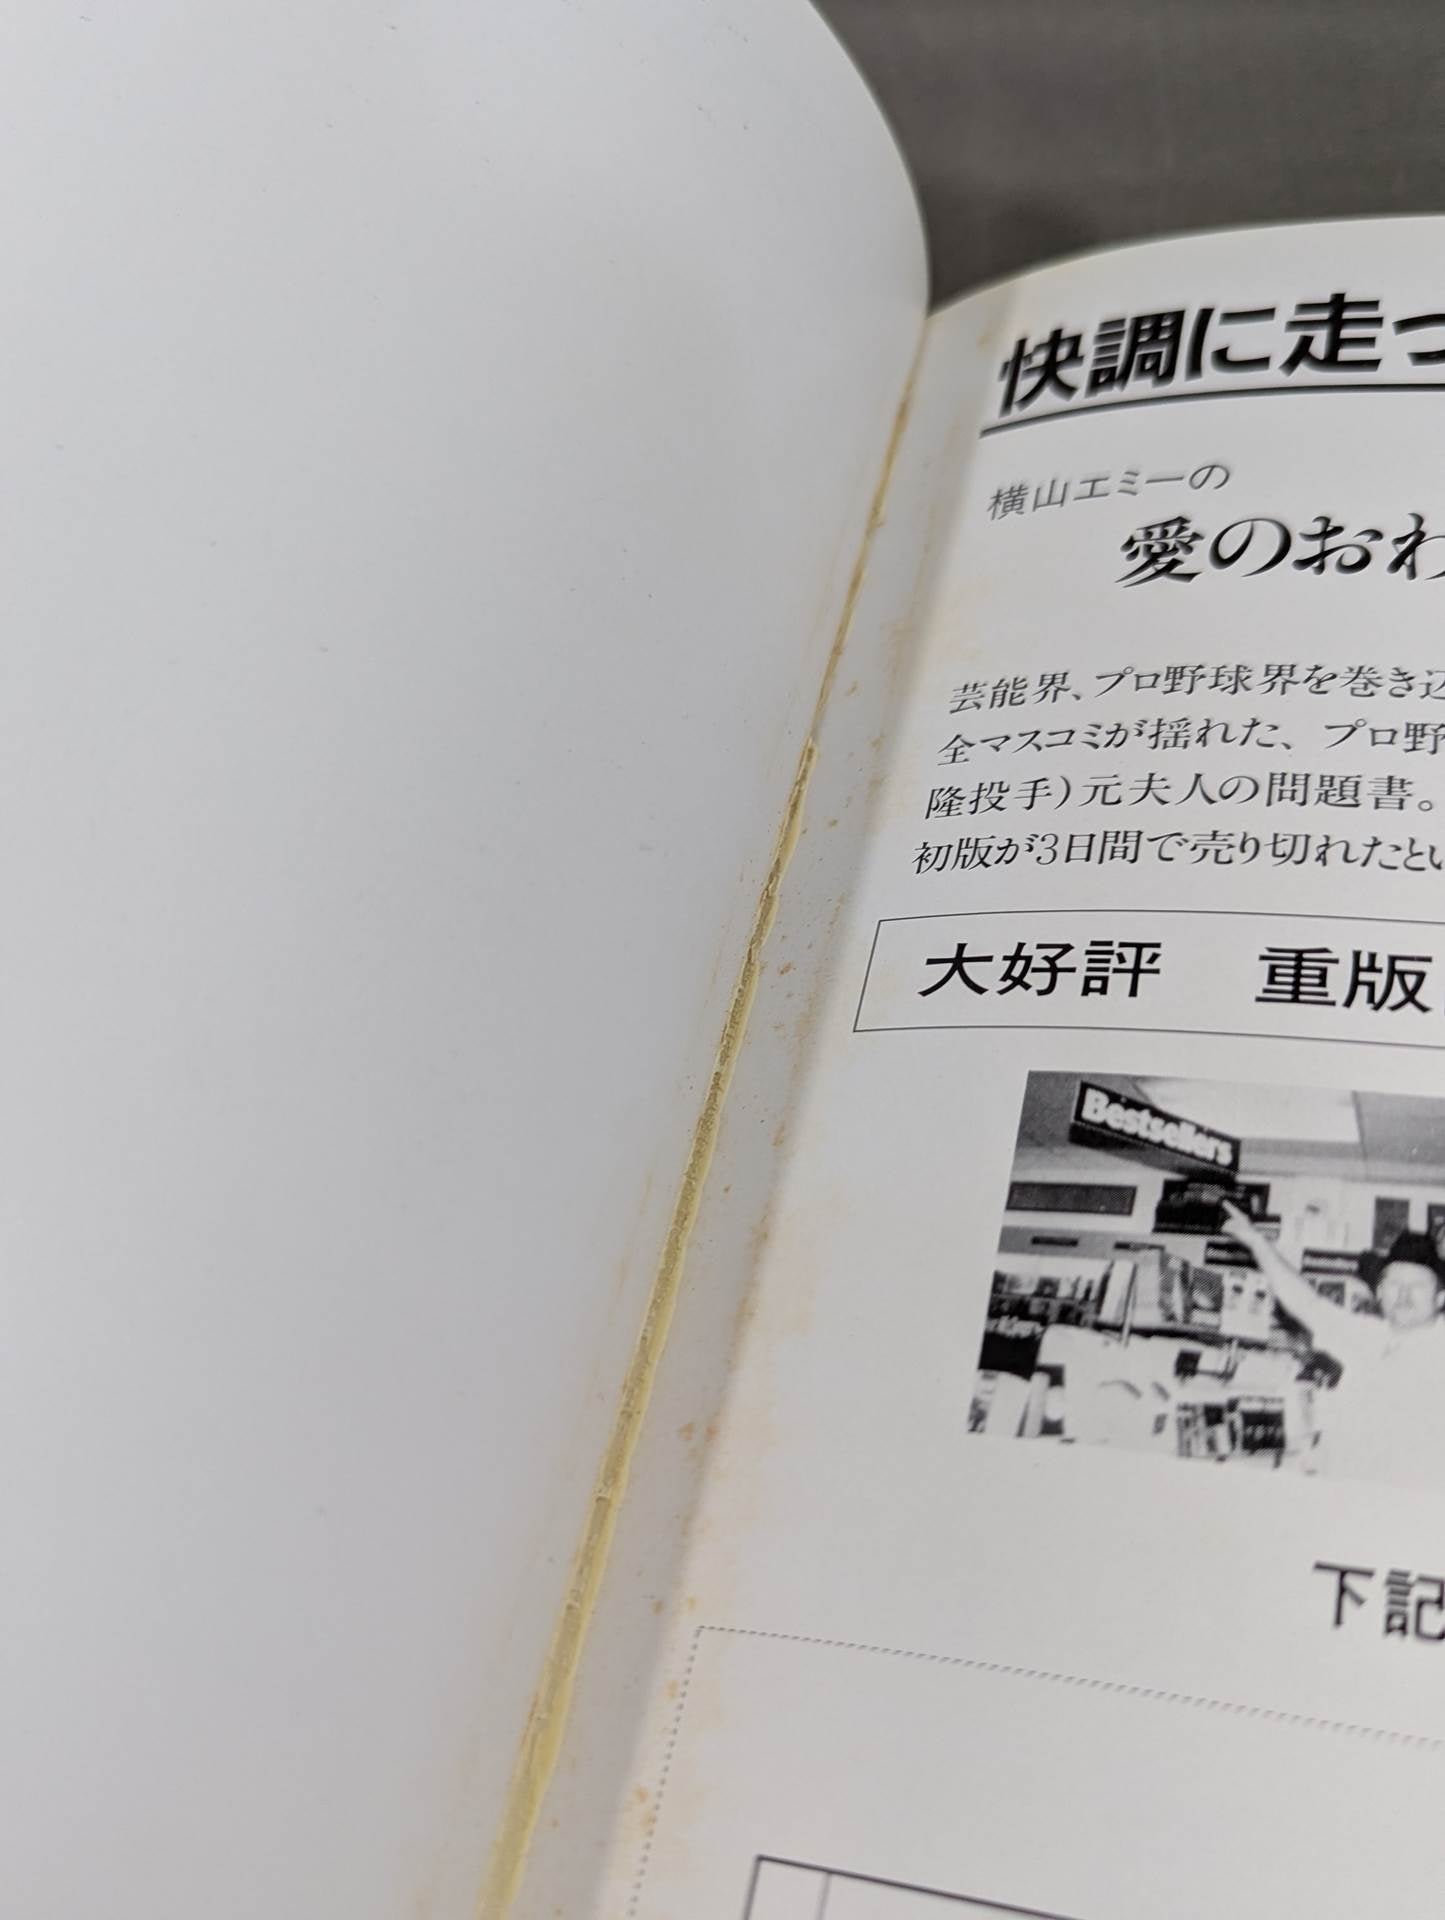 快調に走っ
横山エミーの
愛のおわ
芸能界、プロ野球界を巻き込
全マスコミが揺れた、プロ野
隆投手)元夫人の問題書。
初版が3日間で売り切れたとい
大好評　重版
Bestsellers
下記